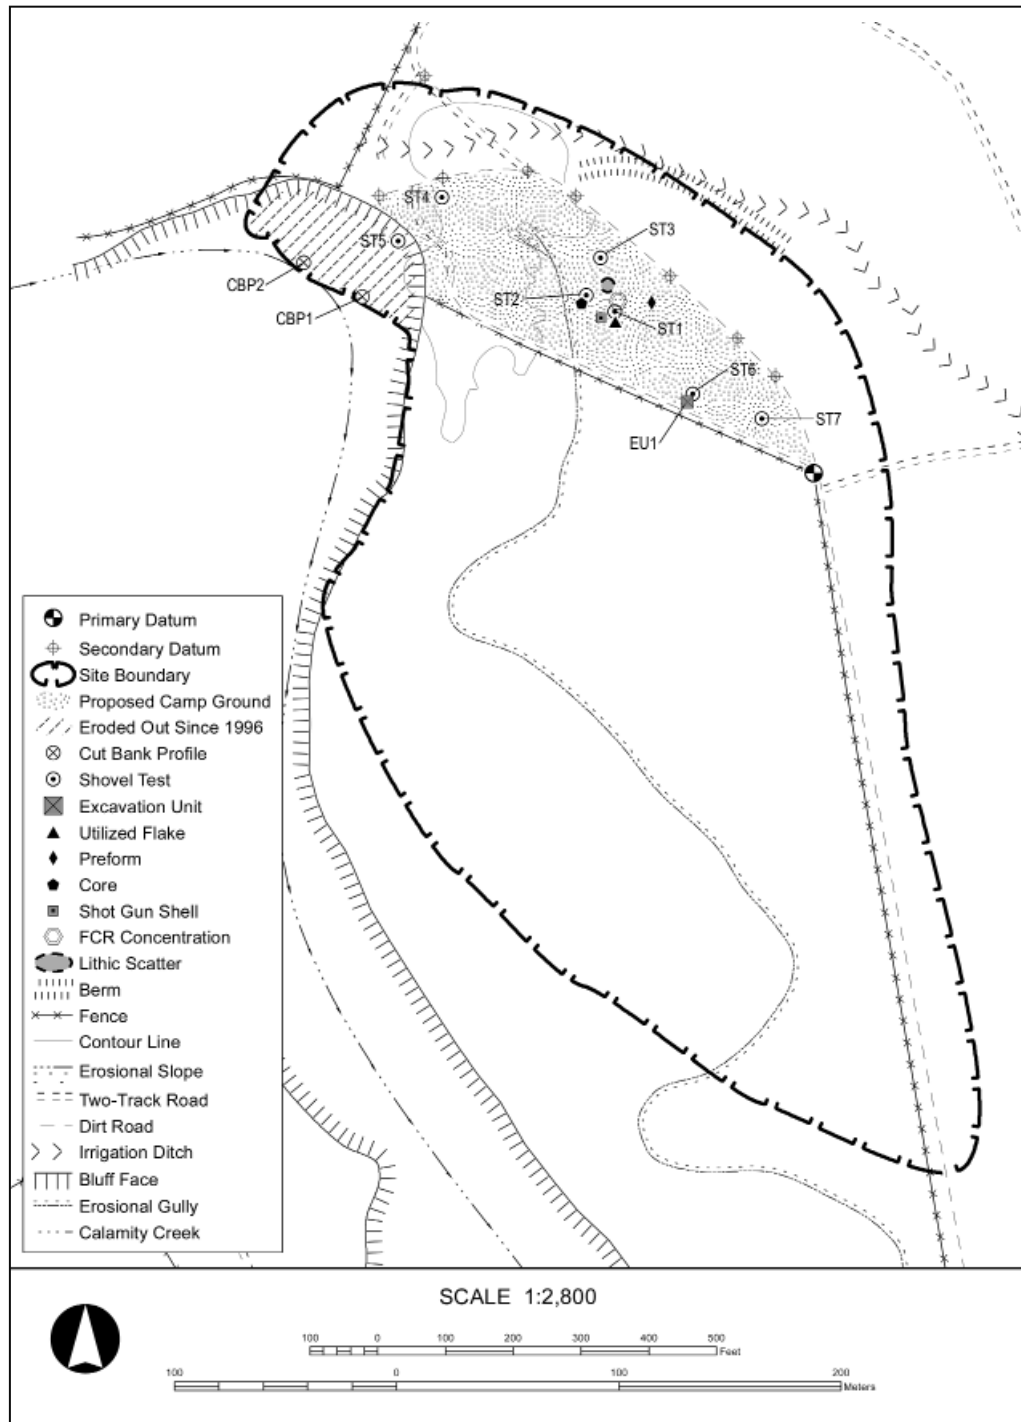 ST4
ST5
ST3
CBP2
ST2
CBP1
ST1
ST6
ST7
EU1
Primary Datum
Secondary Datum
Site Boundary
Proposed Camp Ground
Eroded Out Since 1996
Cut Bank Profile
Shovel Test
Excavation Unit
Utilized Flake
Preform
Core
Shot Gun Shell
FCR Concentration
Lithic Scatter
Berm
Fence
Contour Line
Erosional Slope
Two-Track Road
Dirt Road
Irrigation Ditch
Bluff Face
Erosional Gully
Calamity Creek
SCALE 1:2,800
100 0 100 200 300 400 500
Feet
100 0 100 200
Meters